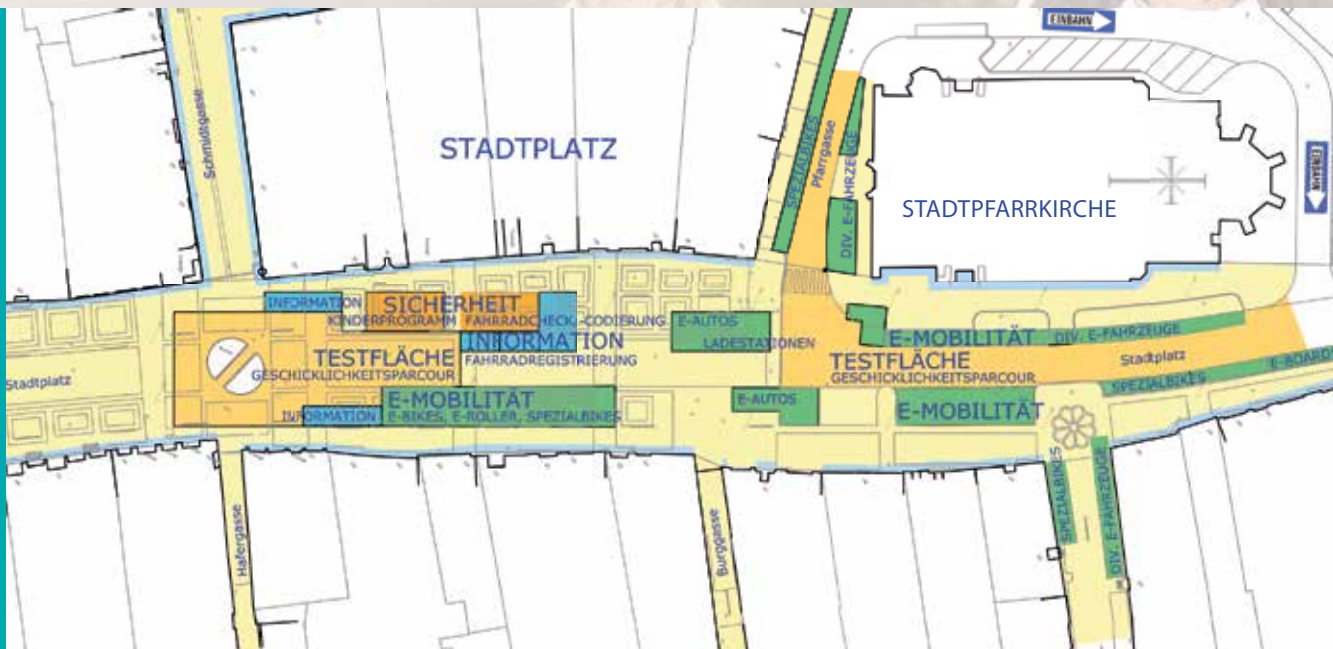 EINBAHN
EINBAHN
Schmidtgasse
STADTPLATZ
SPEZIALBIKES
Pfarrgasse
DIV. E-FAHRZEUGE
STADTPFARRKIRCHE
INFORMATION
SICHERHEIT
KINDERPROGRAMM FAHRRADCHECK, -CODIERUNG
E-AUTOS
LADESTATIONEN
INFORMATION
FAHRRADREGISTRIERUNG
TESTFLÄCHE
GESCHICKLICHKEITSPARCOUR
E-MOBILITÄT
DIV. E-FAHRZEUGE
TESTFLÄCHE
GESCHICKLICHKEITSPARCOUR
Stadtplatz
Stadtplatz
SPEZIALBIKES
E-BOARD
INFORMATION
E-MOBILITÄT
E-BIKES, E-ROLLER, SPEZIALBIKES
E-AUTOS
E-MOBILITÄT
SPEZIALBIKES
DIV. E-FAHRZEUGE
Hafergasse
Burggasse